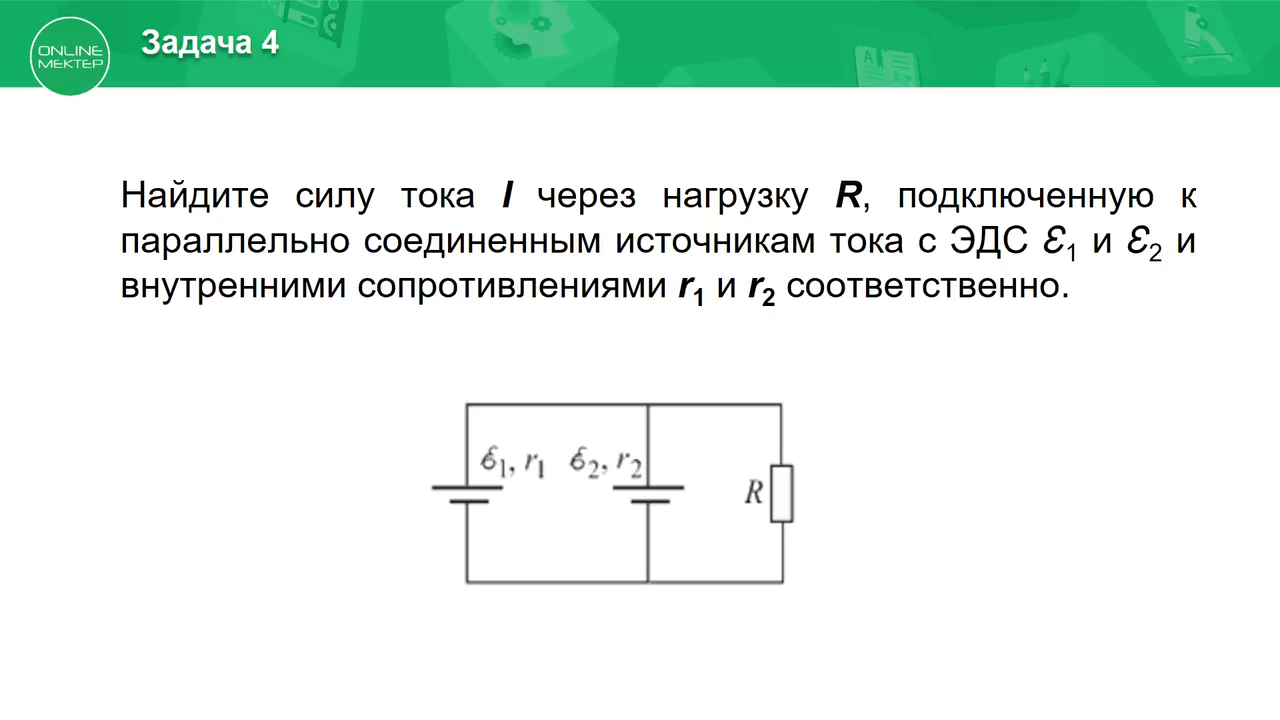 ONLINE
МЕКТЕР
Задача 4
Найдите силу тока I через нагрузку R, подключенную к
параллельно соединенным источникам тока с ЭДС ℰ₁ и ℰ₂ и
внутренними сопротивлениями r₁ и r₂ соответственно.
ℰ₁, r₁ ℰ₂, r₂
R